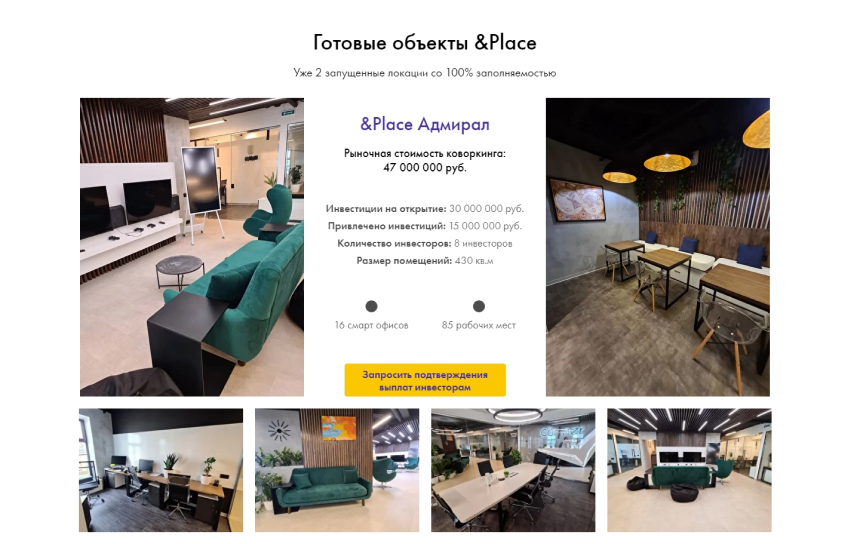 Готовые объекты &Place
Уже 2 запущенные локации со 100% заполняемостью
&Place Адмирал
Рыночная стоимость коворкинга:
47 000 000 руб.
Инвестиции на открытие: 30 000 000 руб.
Привлечено инвестиций: 15 000 000 руб.
Количество инвесторов: 8 инвесторов
Размер помещений: 430 кв.м
16 смарт офисов
85 рабочих мест
Запросить подтверждения
выплат инвесторам